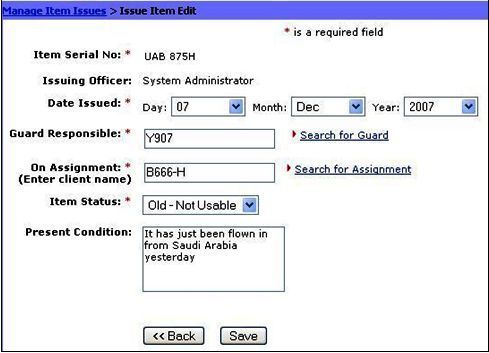 Manage Item Issues > Issue Item Edit
* is a required field
Item Serial No: * UAB 875H
Issuing Officer: System Administrator
Date Issued: * Day: 07 Month: Dec Year: 2007
Guard Responsible: * Y907 Search for Guard
On Assignment: * B666-H Search for Assignment
(Enter client name)
Item Status: * Old - Not Usable
Present Condition: It has just been flown in
from Saudi Arabia
yesterday
<< Back Save